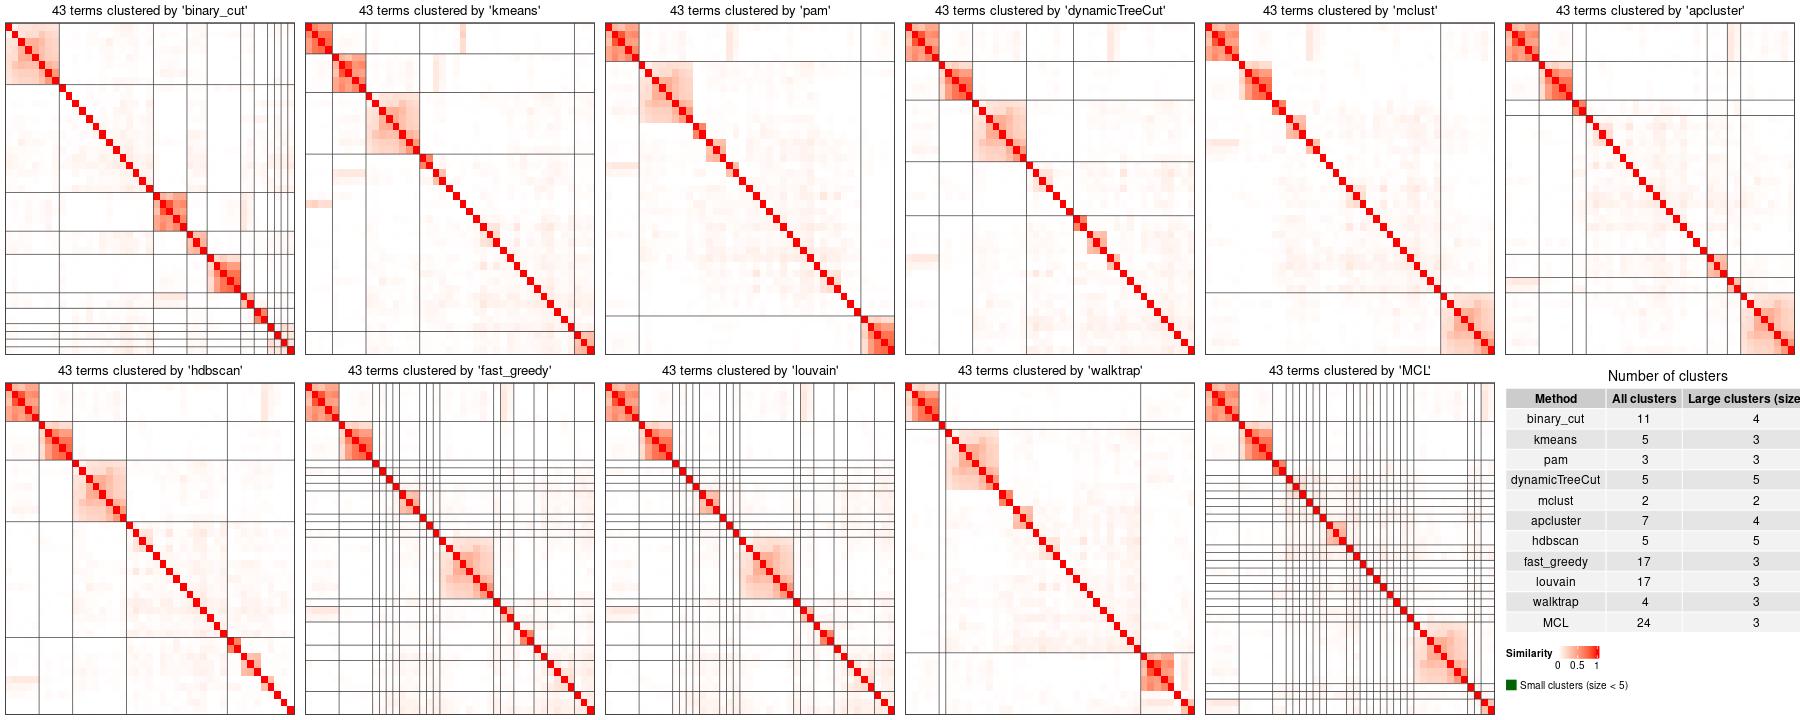 43 terms clustered by 'binary_cut'
43 terms clustered by 'kmeans'
43 terms clustered by 'pam'
43 terms clustered by 'dynamicTreeCut'
43 terms clustered by 'mclust'
43 terms clustered by 'apcluster'
43 terms clustered by 'hdbscan'
43 terms clustered by 'fast_greedy'
43 terms clustered by 'louvain'
43 terms clustered by 'walktrap'
43 terms clustered by 'MCL'
Number of clusters
Method All clusters Large clusters (size
binary_cut 11 4
kmeans 5 3
pam 3 3
dynamicTreeCut 5 5
mclust 2 2
apcluster 7 4
hdbscan 5 5
fast_greedy 17 3
louvain 17 3
walktrap 4 3
MCL 24 3
Similarity
0 0.5 1
Small clusters (size < 5)